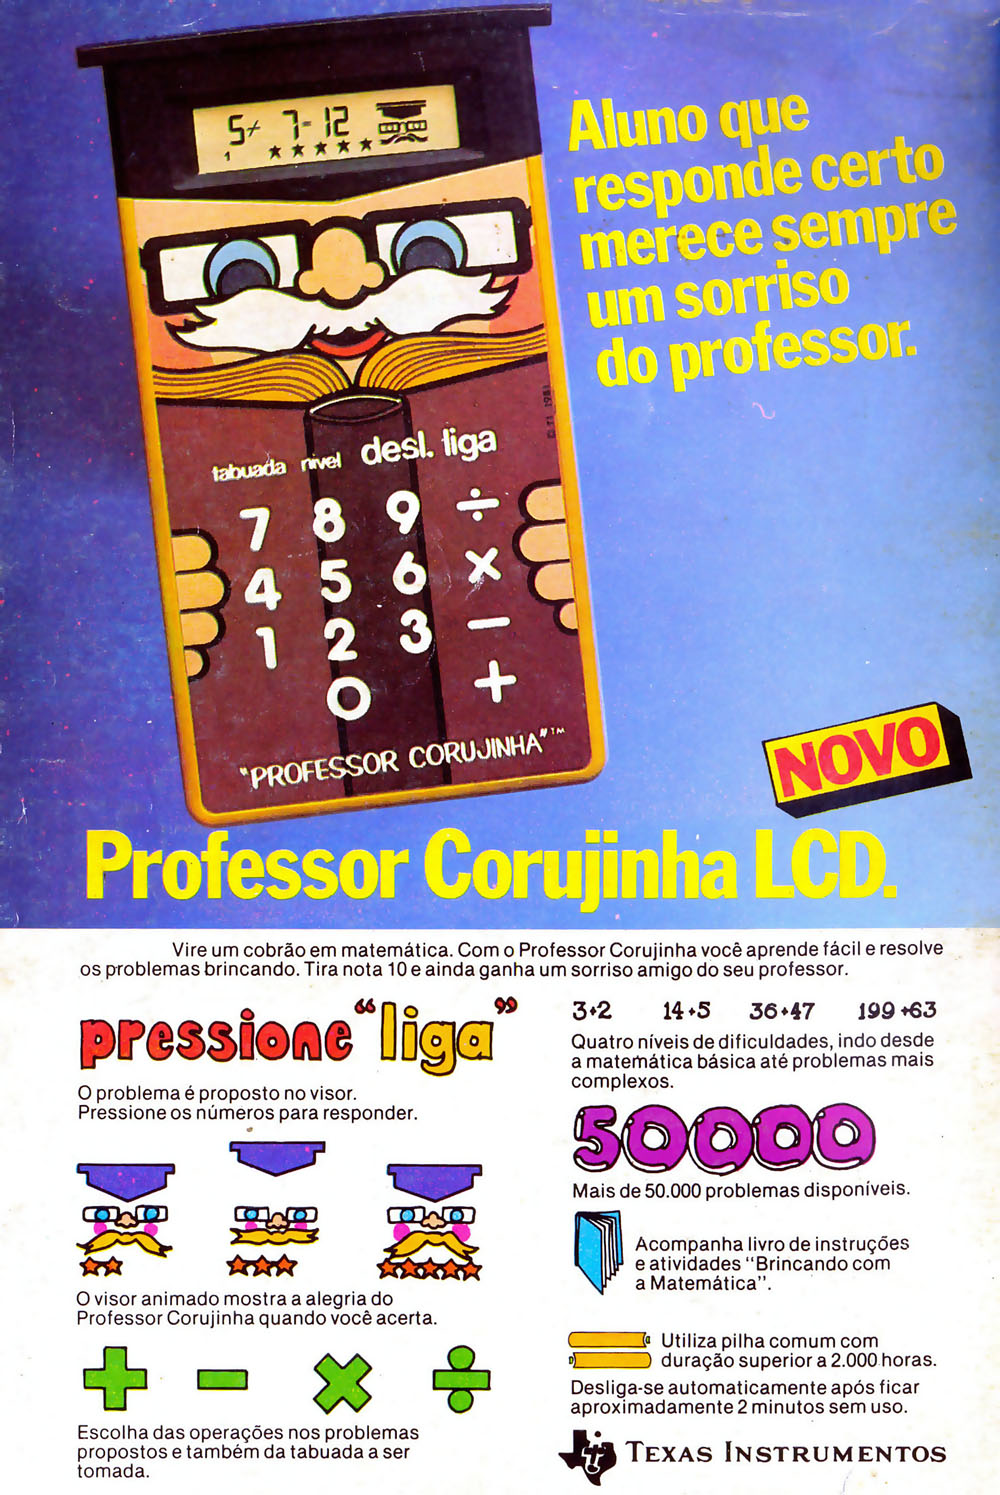 5+ 7=12
1 ★★★★★
Aluno que
responde certo
merece sempre
um sorriso
do professor.
© TI 1981
tabuada nivel desl. liga
7 8 9 ÷
4 5 6 ×
1 2 3 −
0 +
"PROFESSOR CORUJINHA"™
NOVO
Professor Corujinha LCD.
Vire um cobrão em matemática. Com o Professor Corujinha você aprende fácil e resolve
os problemas brincando. Tira nota 10 e ainda ganha um sorriso amigo do seu professor.
pressione "liga"
O problema é proposto no visor.
Pressione os números para responder.
O visor animado mostra a alegria do
Professor Corujinha quando você acerta.
+ − × ÷
Escolha das operações nos problemas
propostos e também da tabuada a ser
tomada.
3+2 14+5 36+47 199+63
Quatro níveis de dificuldades, indo desde
a matemática básica até problemas mais
complexos.
50000
Mais de 50.000 problemas disponíveis.
Acompanha livro de instruções
e atividades "Brincando com
a Matemática".
Utiliza pilha comum com
duração superior a 2.000 horas.
Desliga-se automaticamente após ficar
aproximadamente 2 minutos sem uso.
TEXAS INSTRUMENTOS